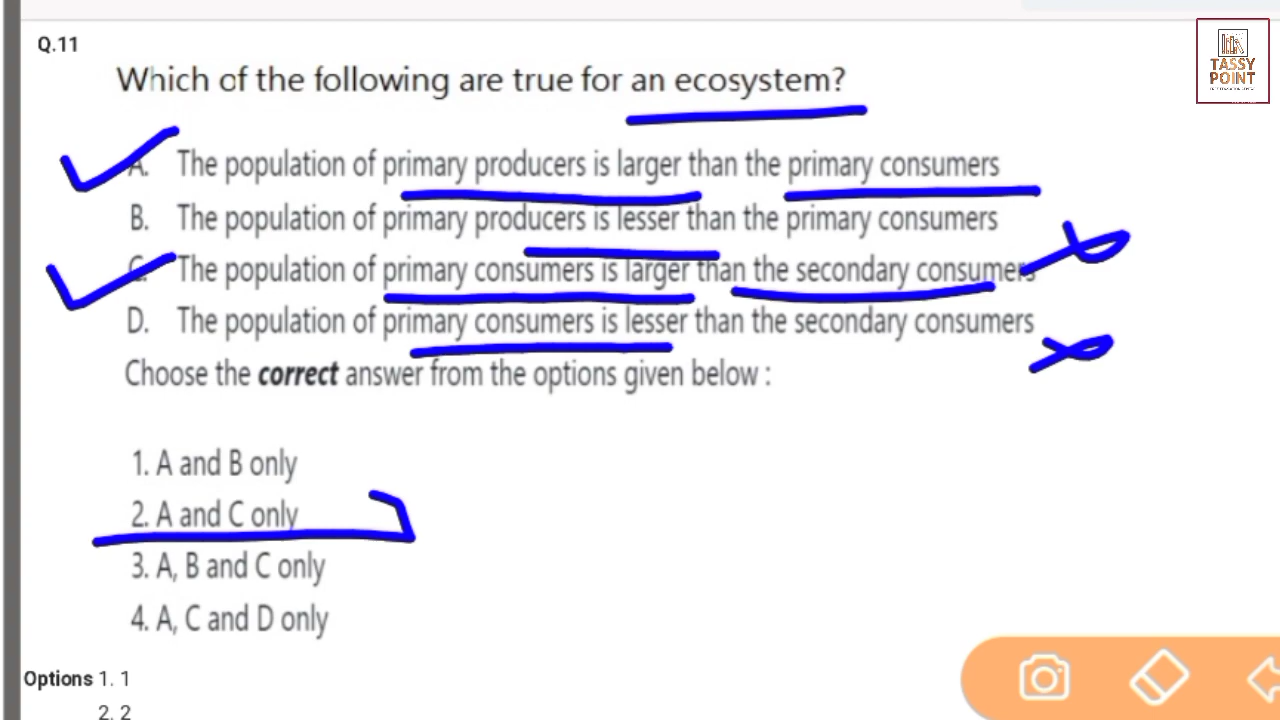 Q.11
TASSY
POINT
Which of the following are true for an ecosystem?
A. The population of primary producers is larger than the primary consumers
B. The population of primary producers is lesser than the primary consumers
C. The population of primary consumers is larger than the secondary consumers
D. The population of primary consumers is lesser than the secondary consumers
Choose the correct answer from the options given below :
1. A and B only
2. A and C only
3. A, B and C only
4. A, C and D only
Options 1. 1
2. 2